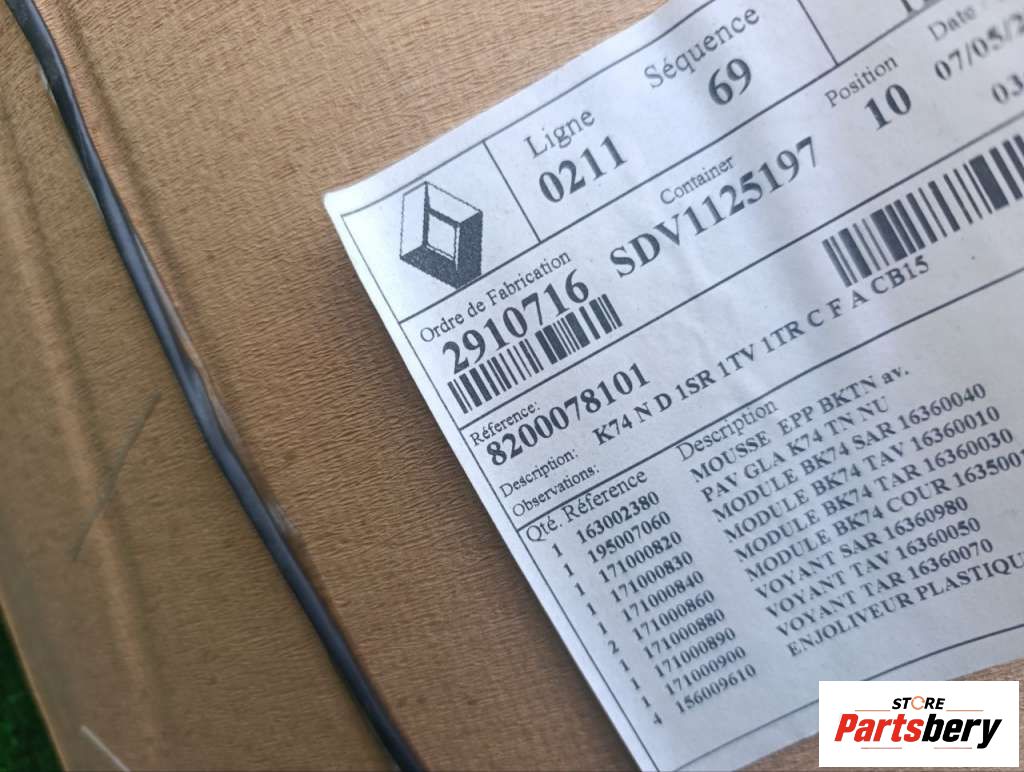 Ligne
Séquence
0211
69
Ordre de Fabrication
Container
Position
Date
2910716
SDV1125197
10
07/05/2
03
Référence:
8200078101
CB15
Description:
K74 N D 1SR 1TV 1TR C F A
Observations:
Qté. Référence Description
1 163002380 MOUSSE EPP BKTN av.
1 19500760 PAV GLA K74 TN NU
1 171000820 MODULE BK74 SAR 16360040
1 171000830 MODULE BK74 TAV 16360010
1 171000840 MODULE BK74 TAR 16360030
2 171000860 MODULE BK74 COUR 1635001
1 171000880 VOYANT SAR 16360980
1 171000890 VOYANT TAV 16360050
1 171000900 VOYANT TAR 16360070
4 156009610 ENJOLIVEUR PLASTIQU
STORE
Partsbery